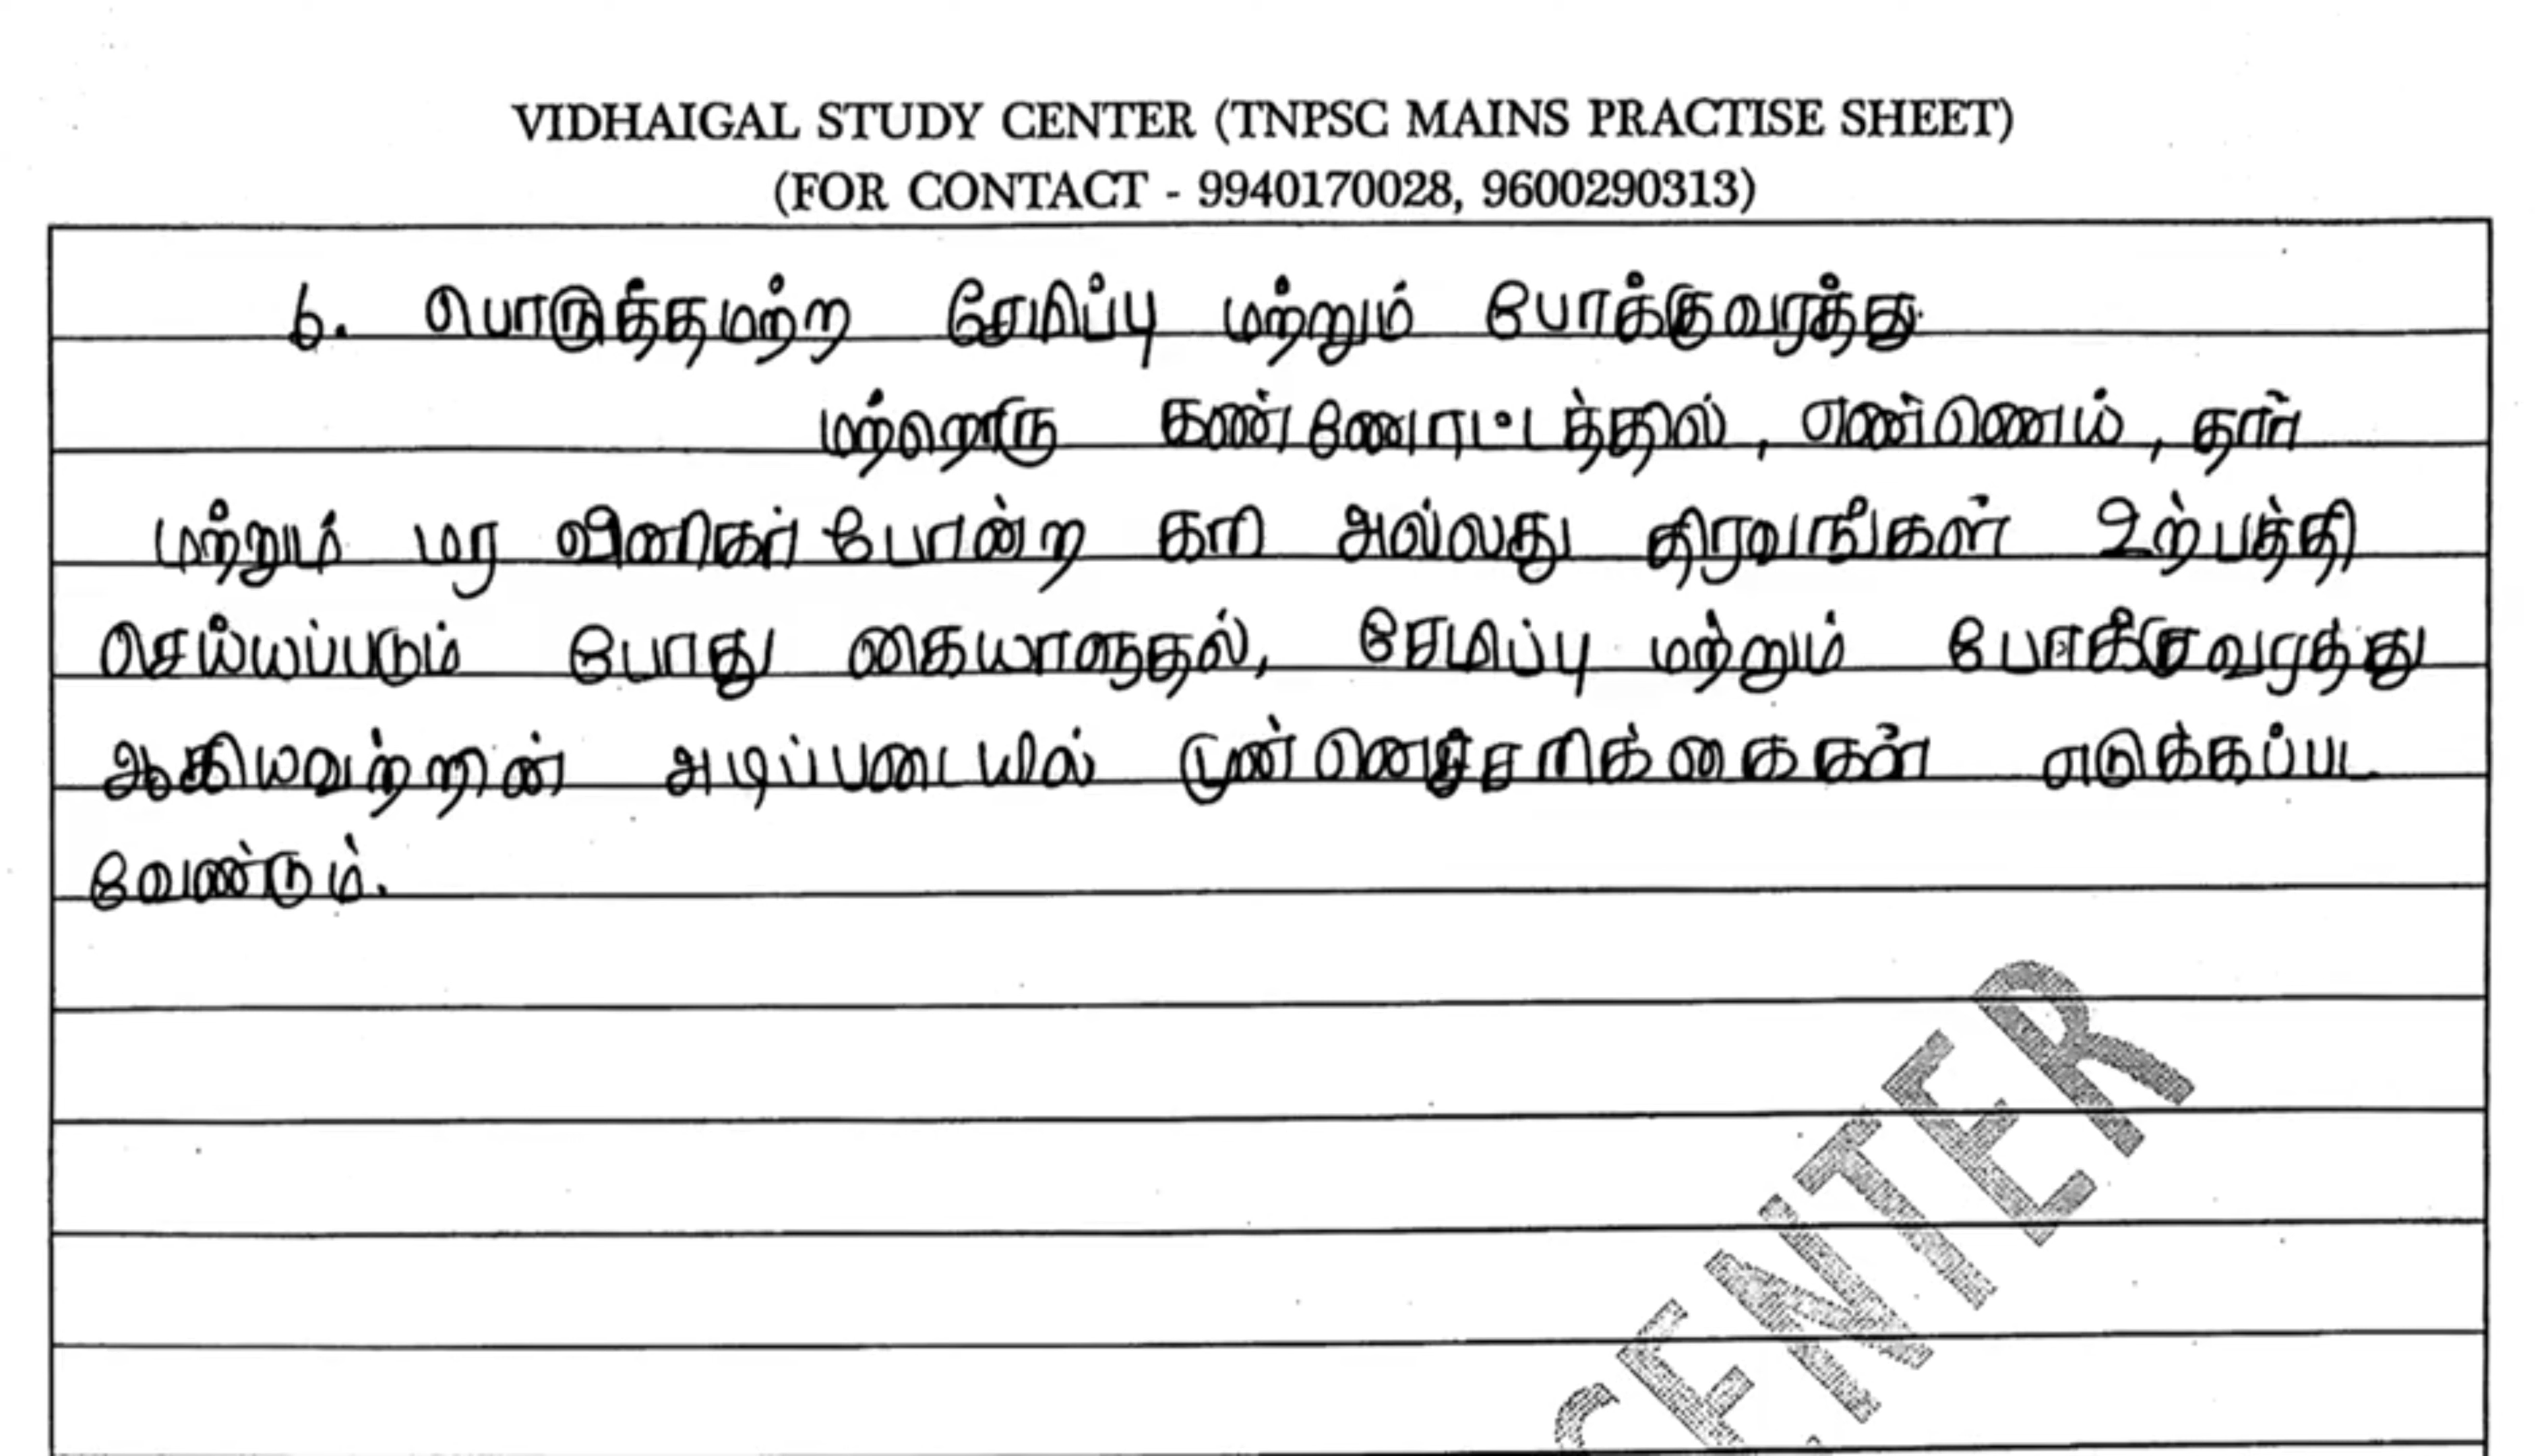 VIDHAIGAL STUDY CENTER (TNPSC MAINS PRACTISE SHEET)
(FOR CONTACT - 9940170028, 9600290313)
6. பொருத்தமற்ற சேமிப்பு மற்றும் போக்குவரத்து
மற்றொரு கண்ணோட்டத்தில், எண்ணெய், தார்
மற்றும் மர வினிகர் போன்ற கரி அல்லது திரவங்கள் உற்பத்தி
செய்யப்படும் போது கையாளுதல், சேமிப்பு மற்றும் போக்குவரத்து
ஆகியவற்றின் அடிப்படையில் முன்னெச்சரிக்கைகள் எடுக்கப்பட
வேண்டும்.
CENTER